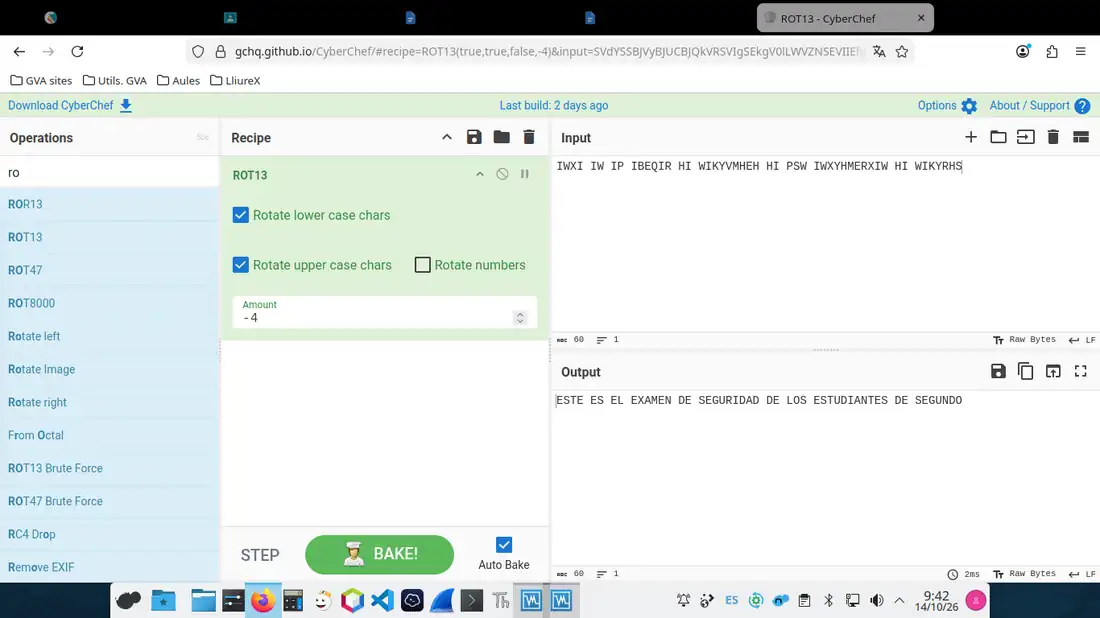 ROT13 - CyberChef
gchq.github.io/CyberChef/#recipe=ROT13(true,true,false,-4)&input=SVdYSSBJVyBJUCBJQkVRSVIgSEkgV0lLWVZNSEVIIE
GVA sites Utils. GVA Aules LliureX
Download CyberChef Last build: 2 days ago Options About / Support
Operations
ro
ROR13
ROT13
ROT47
ROT8000
Rotate left
Rotate Image
Rotate right
From Octal
ROT13 Brute Force
ROT47 Brute Force
RC4 Drop
Remove EXIF
Recipe
ROT13
Rotate lower case chars
Rotate upper case chars Rotate numbers
Amount
-4
STEP BAKE! Auto Bake
Input
IWXI IW IP IBEQIR HI WIKYVMHEH HI PSW IWXYHMERXIW HI WIKYRHS
60 1 Raw Bytes LF
Output
ESTE ES EL EXAMEN DE SEGURIDAD DE LOS ESTUDIANTES DE SEGUNDO
60 1 2ms Raw Bytes LF
ES 9:42
14/10/26